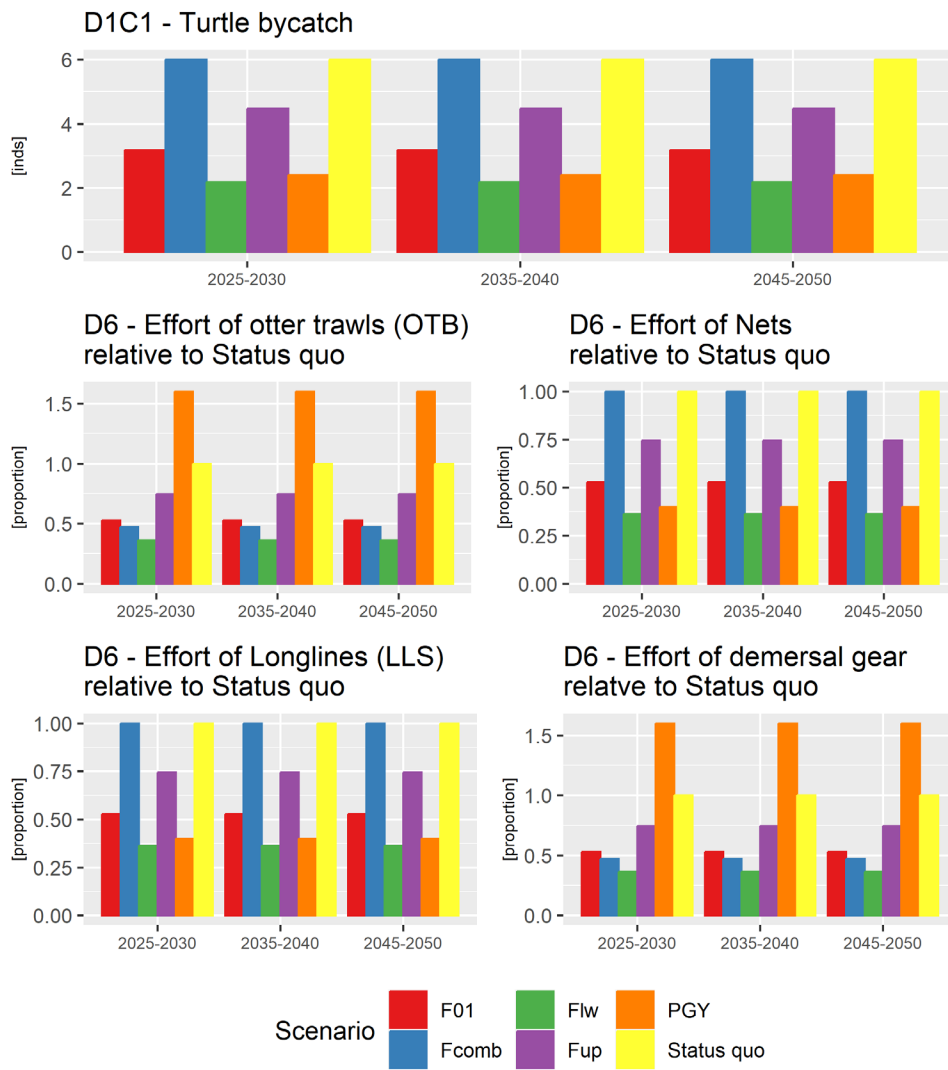 D1C1 - Turtle bycatch
[inds]
6
4
2
0
2025-2030 2035-2040 2045-2050
D6 - Effort of otter trawls (OTB)
relative to Status quo
[proportion]
1.5
1.0
0.5
0.0
2025-2030 2035-2040 2045-2050
D6 - Effort of Nets
relative to Status quo
[proportion]
1.00
0.75
0.50
0.25
0.00
2025-2030 2035-2040 2045-2050
D6 - Effort of Longlines (LLS)
relative to Status quo
[proportion]
1.00
0.75
0.50
0.25
0.00
2025-2030 2035-2040 2045-2050
D6 - Effort of demersal gear
relatve to Status quo
[proportion]
1.5
1.0
0.5
0.0
2025-2030 2035-2040 2045-2050
Scenario
F01 Flw PGY
Fcomb Fup Status quo